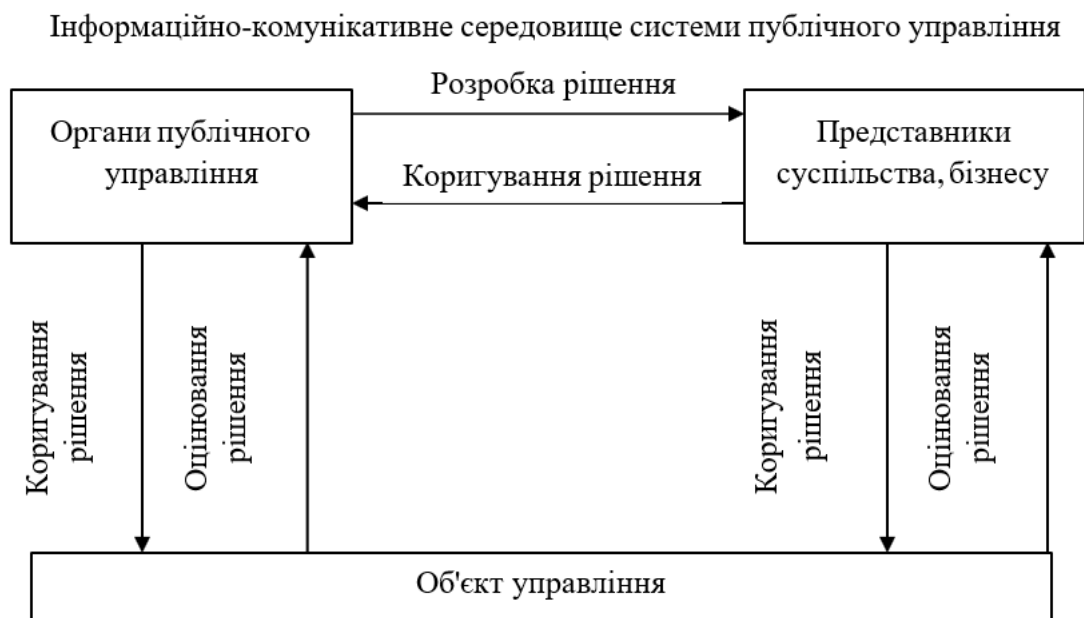 Інформаційно-комунікативне середовище системи публічного управління
Розробка рішення
Органи публічного
управління
Представники
суспільства, бізнесу
Коригування рішення
Коригування
рішення
Оцінювання
рішення
Коригування
рішення
Оцінювання
рішення
Об'єкт управління